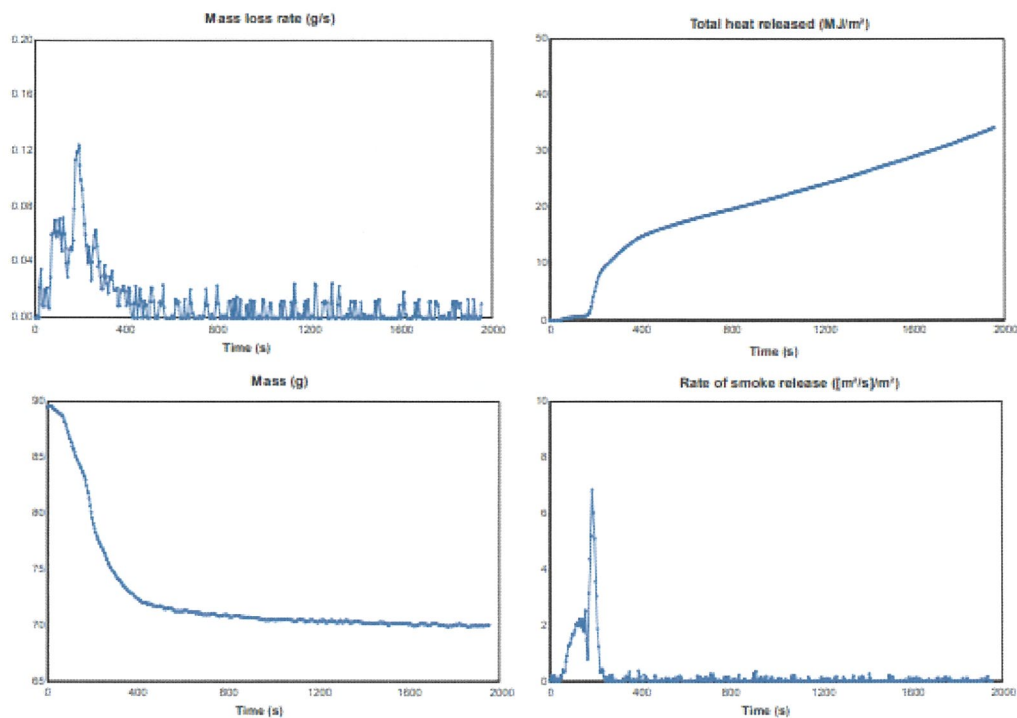 Mass loss rate (g/s)
0.20
0.16
0.12
0.08
0.04
0.00
0 400 800 1200 1600 2000
Time (s)
Total heat released (MJ/m²)
50
40
30
20
10
0
0 400 800 1200 1600 2000
Time (s)
Mass (g)
90
85
80
75
70
65
0 400 800 1200 1600 2000
Time (s)
Rate of smoke release ([m²/s]/m²)
10
8
6
4
2
0
0 400 800 1200 1600 2000
Time (s)